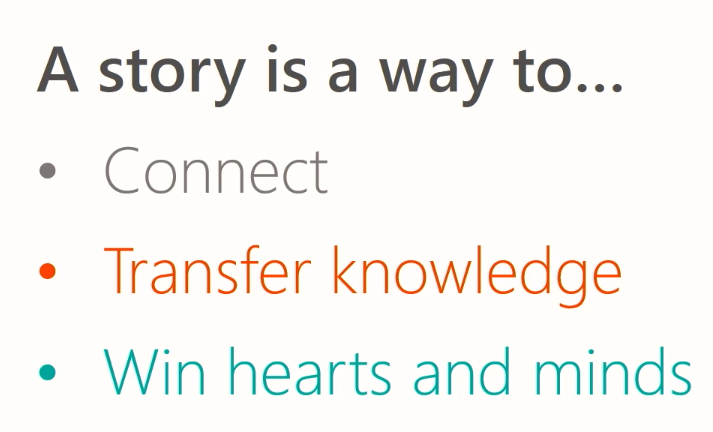 A story is a way to...
• Connect
• Transfer knowledge
• Win hearts and minds